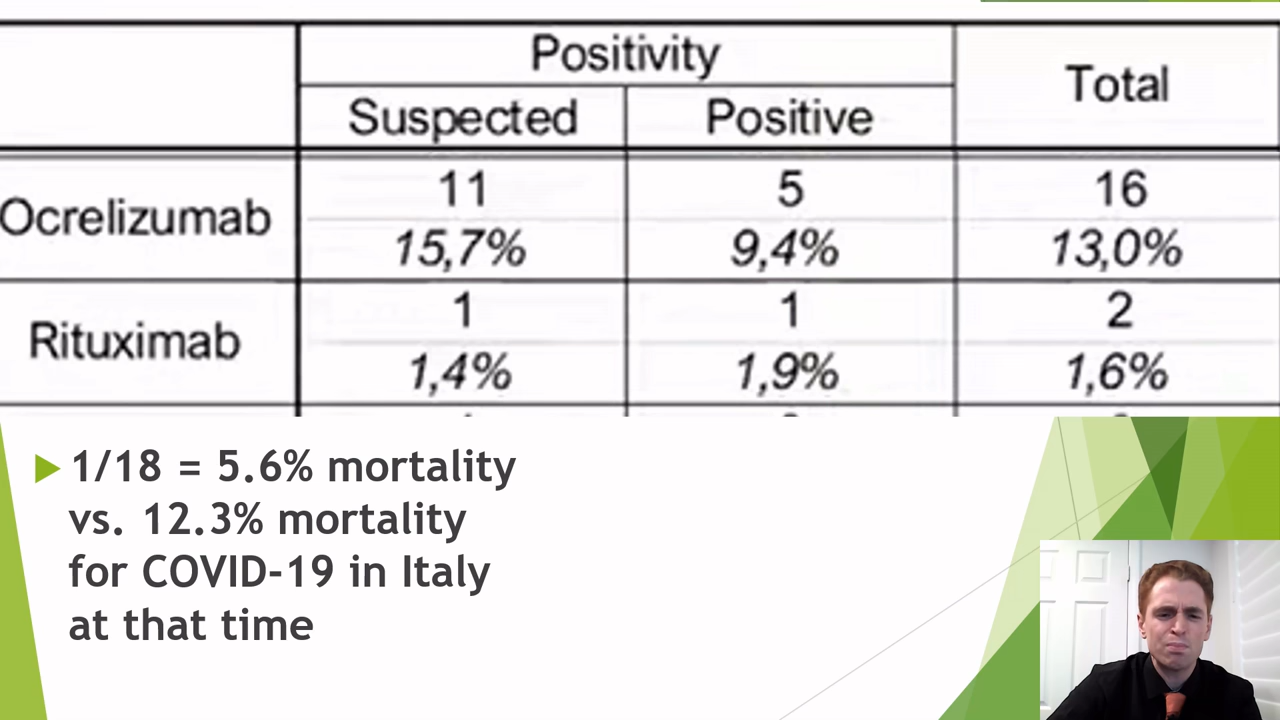 Positivity
Total
Suspected Positive
Ocrelizumab 11 5 16
15,7% 9,4% 13,0%
Rituximab 1 1 2
1,4% 1,9% 1,6%
1/18 = 5.6% mortality
vs. 12.3% mortality
for COVID-19 in Italy
at that time